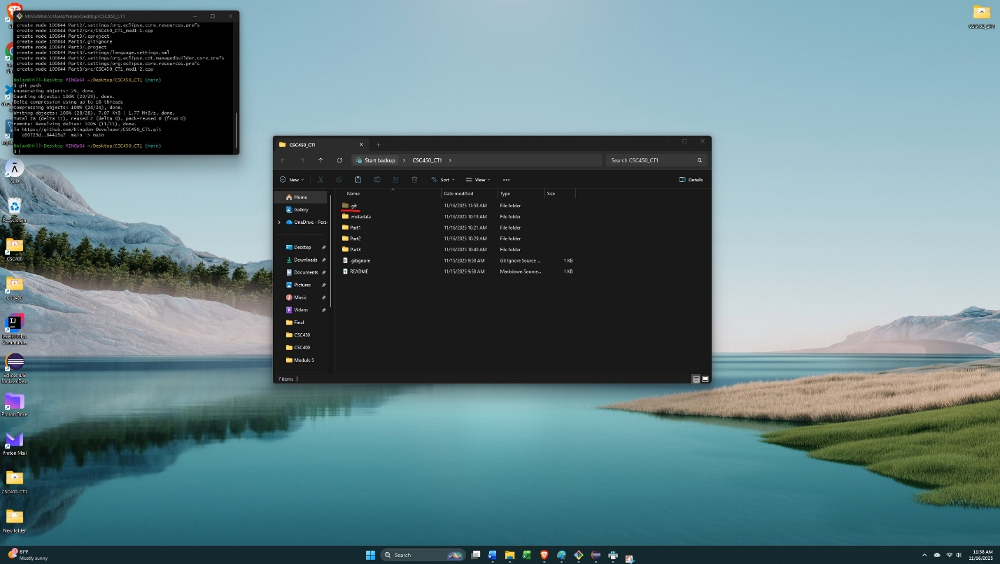 MINGW64:/c/Users/Nolan/Desktop/CSC450_CT1
create mode 100644 Part2/.settings/org.eclipse.core.resources.prefs
create mode 100644 Part2/src/CSC450_CT1_mod1-1.cpp
create mode 100644 Part3/.cproject
create mode 100644 Part3/.gitignore
create mode 100644 Part3/.project
create mode 100644 Part3/.settings/language.settings.xml
create mode 100644 Part3/.settings/org.eclipse.cdt.managedbuilder.core.prefs
create mode 100644 Part3/.settings/org.eclipse.core.resources.prefs
create mode 100644 Part3/src/CSC450_CT1_mod1-2.cpp
Nolan@Hill-Desktop MINGW64 ~/Desktop/CSC450_CT1 (main)
$ git push
Enumerating objects: 29, done.
Counting objects: 100% (29/29), done.
Delta compression using up to 16 threads
Compressing objects: 100% (24/24), done.
Writing objects: 100% (28/28), 7.07 KiB | 1.77 MiB/s, done.
Total 28 (delta 11), reused 2 (delta 0), pack-reused 0 (from 0)
remote: Resolving deltas: 100% (11/11), done.
To https://github.com/Kingdom-Developer/CSC450_CT1.git
a90723d..84419a7 main -> main
Nolan@Hill-Desktop MINGW64 ~/Desktop/CSC450_CT1 (main)
$
CSC450_CT1
Aura
Recycle Bin
CSC400
CSC450
IntelliJ IDEA
Communi...
Eclipse IDE
for Java De...
Proton Drive
Proton Mail
CSC400_CT1
New folder
CSC450_CT1
Start backup > CSC450_CT1 >
Search CSC450_CT1
New
Sort
View
Details
Home
Gallery
OneDrive - Pers
Desktop
Downloads
Documents
Pictures
Music
Videos
Final
CSC450
CSC400
Module 5
Name Date modified Type Size
.git 11/16/2025 11:58 AM File folder
.metadata 11/16/2025 10:19 AM File folder
Part1 11/16/2025 10:21 AM File folder
Part2 11/16/2025 10:29 AM File folder
Part3 11/16/2025 10:40 AM File folder
.gitignore 11/15/2025 9:58 AM Git Ignore Source ... 1 KB
README 11/15/2025 9:58 AM Markdown Source... 1 KB
7 items
61°F
Mostly sunny
Search
11:58 AM
11/16/2025